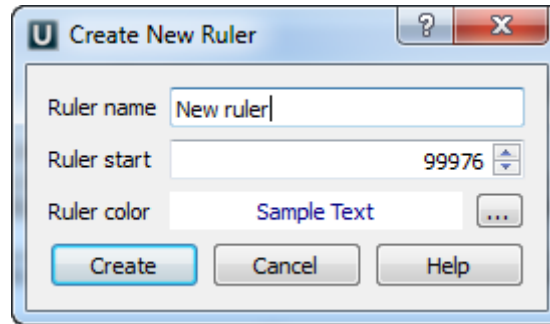 U Create New Ruler ?
Ruler name New ruler
Ruler start 99976
Ruler color Sample Text ...
Create Cancel Help